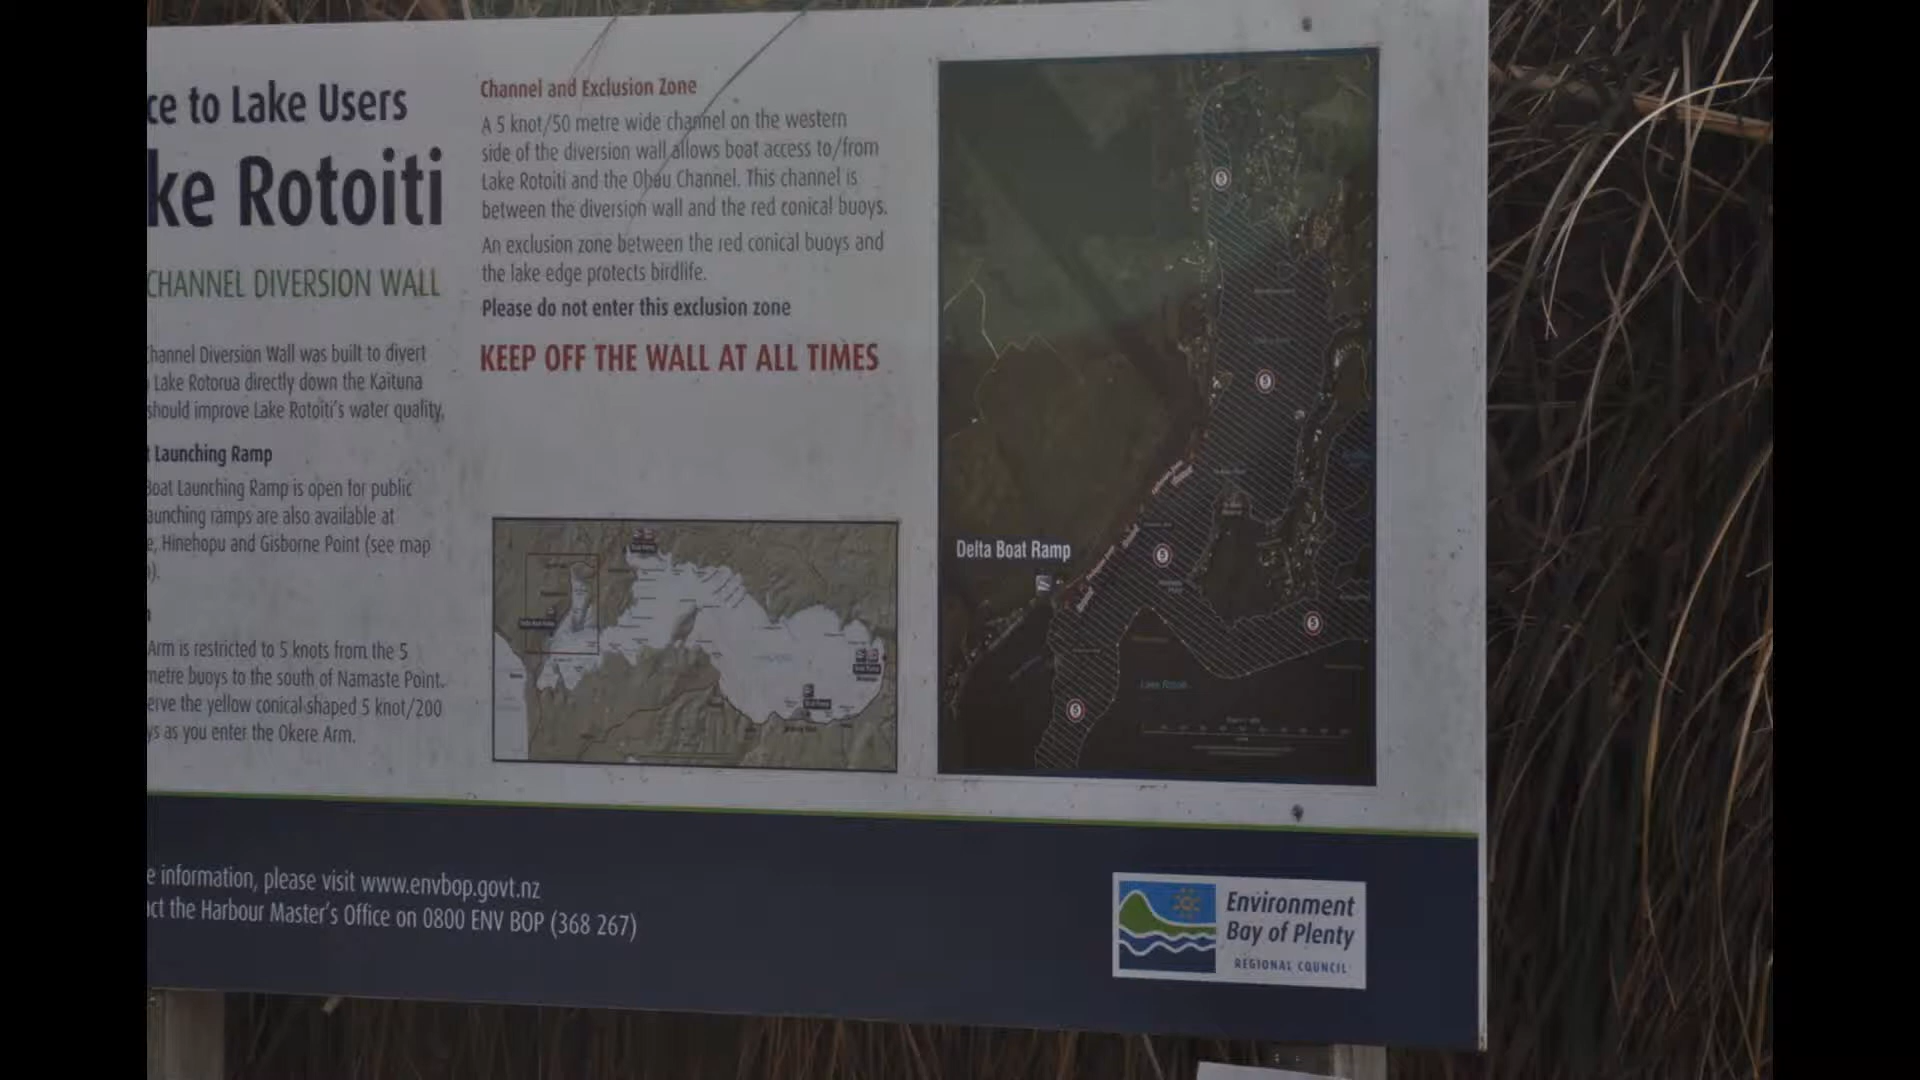 ce to Lake Users
ke Rotoiti
CHANNEL DIVERSION WALL
Channel Diversion Wall was built to divert
Lake Rotorua directly down the Kaituna
should improve Lake Rotoiti's water quality.
Launching Ramp
Boat Launching Ramp is open for public
aunching ramps are also available at
e, Hinehopu and Gisborne Point (see map
).
Arm is restricted to 5 knots from the 5
metre buoys to the south of Namaste Point.
erve the yellow conical-shaped 5 knot/200
ys as you enter the Okere Arm.
Channel and Exclusion Zone
A 5 knot/50 metre wide channel on the western
side of the diversion wall allows boat access to/from
Lake Rotoiti and the Ohau Channel. This channel is
between the diversion wall and the red conical buoys.
An exclusion zone between the red conical buoys and
the lake edge protects birdlife.
Please do not enter this exclusion zone
KEEP OFF THE WALL AT ALL TIMES
5
5
Delta Boat Ramp
5
5
5
Lake Rotoiti
e information, please visit www.envbop.govt.nz
act the Harbour Master's Office on 0800 ENV BOP (368 267)
Environment
Bay of Plenty
REGIONAL COUNCIL